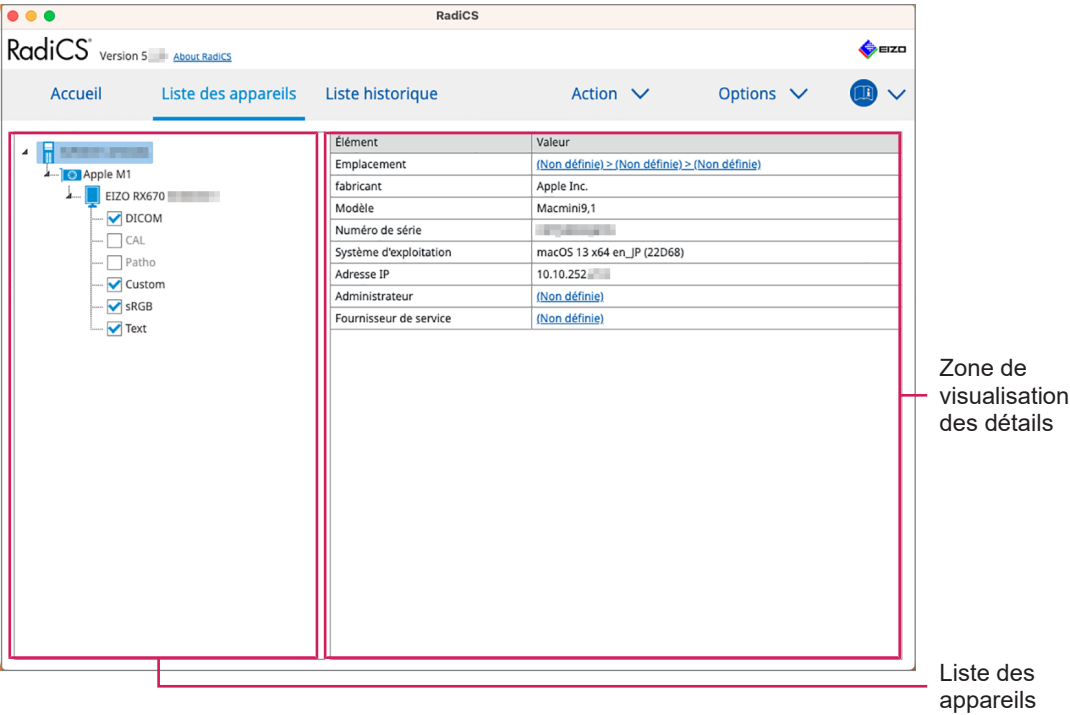 RadiCS
RadiCS® Version 5 About RadiCS
EIZO
Accueil Liste des appareils Liste historique Action Options
Élément Valeur
Emplacement (Non définie) > (Non définie) > (Non définie)
fabricant Apple Inc.
Modèle Macmini9,1
Numéro de série
Système d'exploitation macOS 13 x64 en_JP (22D68)
Adresse IP 10.10.252
Administrateur (Non définie)
Fournisseur de service (Non définie)
Apple M1
EIZO RX670
DICOM
CAL
Patho
Custom
sRGB
Text
Zone de
visualisation
des détails
Liste des
appareils